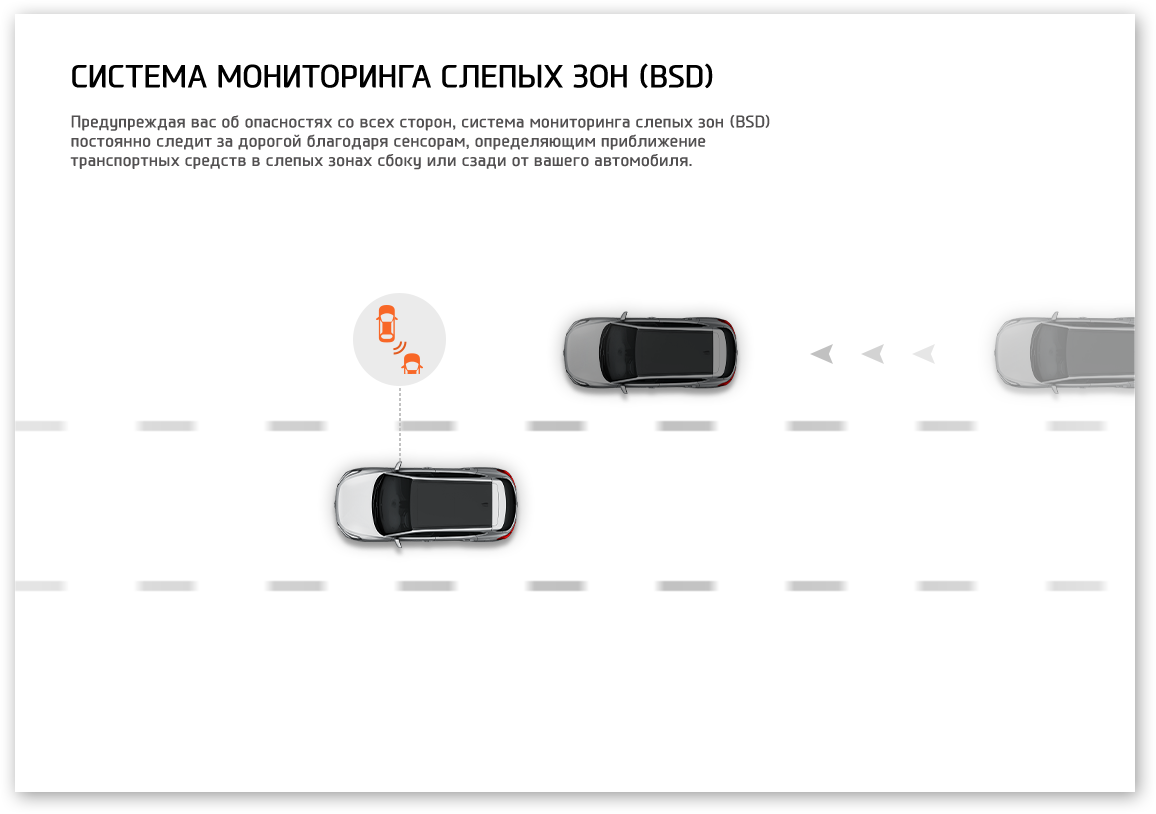 СИСТЕМА МОНИТОРИНГА СЛЕПЫХ ЗОН (BSD)
Предупреждая вас об опасностях со всех сторон, система мониторинга слепых зон (BSD)
постоянно следит за дорогой благодаря сенсорам, определяющим приближение
транспортных средств в слепых зонах сбоку или сзади от вашего автомобиля.